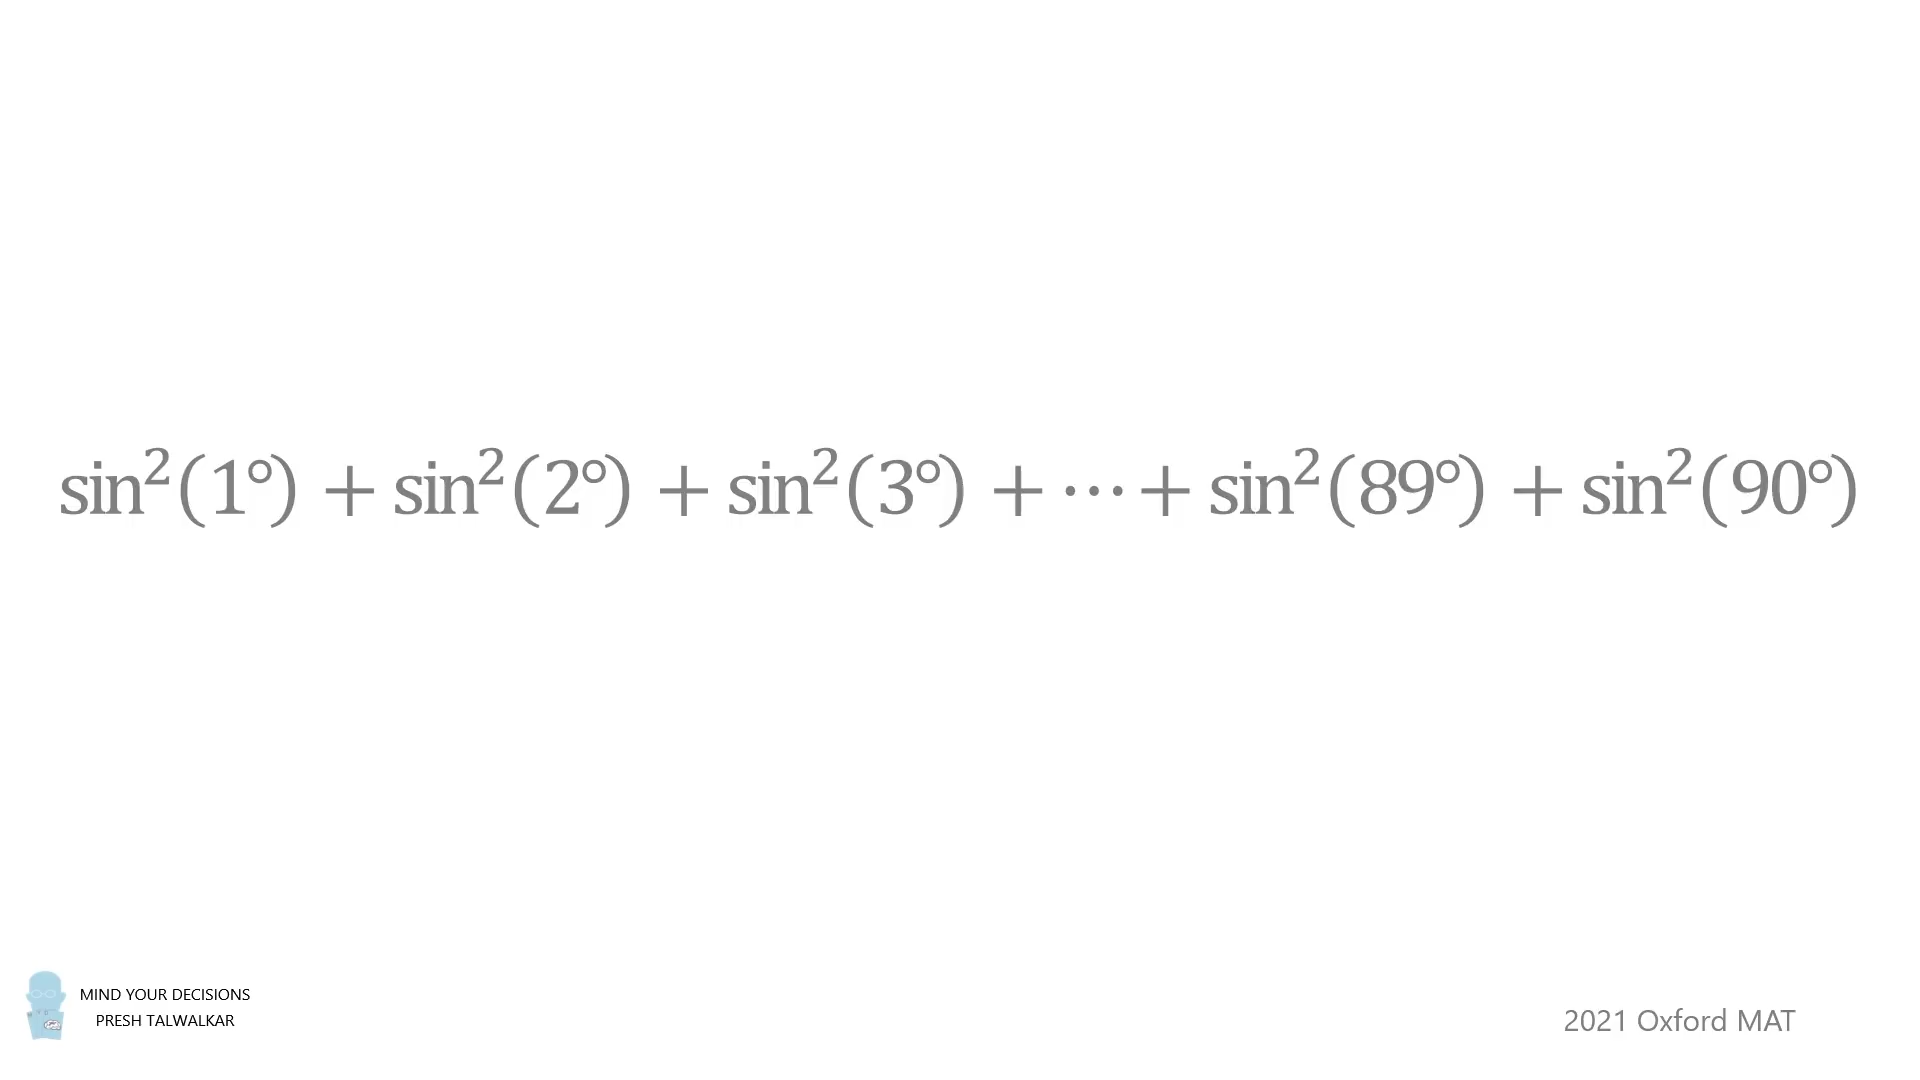 sin²(1°) + sin²(2°) + sin²(3°) + ⋯ + sin²(89°) + sin²(90°)
MIND YOUR DECISIONS
PRESH TALWALKAR
2021 Oxford MAT